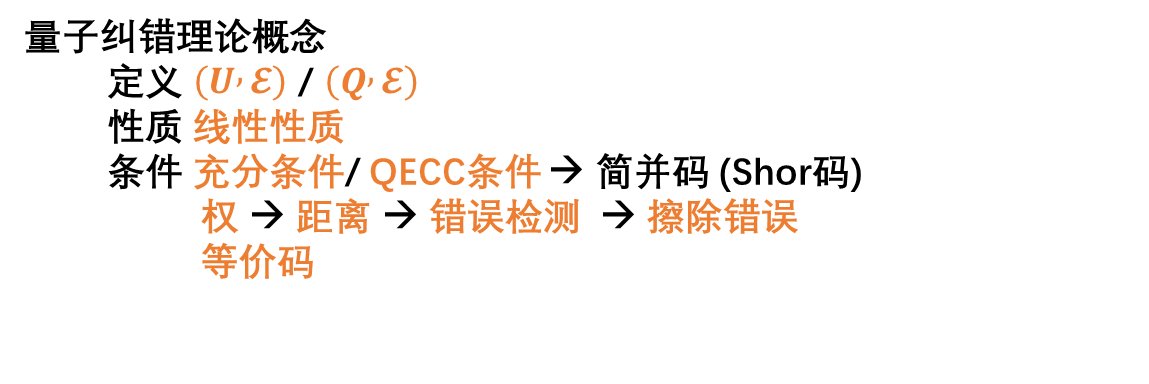 量子纠错理论概念
定义 (U, ℰ) / (Q, ℰ)
性质 线性性质
条件 充分条件/ QECC条件 → 简并码 (Shor码)
权 → 距离 → 错误检测 → 擦除错误
等价码